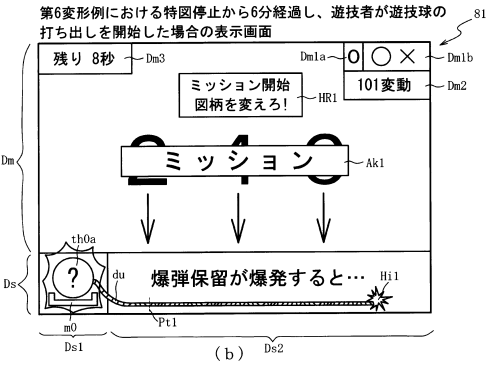 第6変形例における特図停止から6分経過し、遊技者が遊技球の
打ち出しを開始した場合の表示画面
81
残り 8秒
Dm3
Dm1a
0
○ ×
Dm1b
ミッション開始
図柄を変えろ!
HR1
101変動
Dm2
Dm
2 4 8
ミッション
Ak1
th0a
?
du
爆弾保留が爆発すると…
Hi1
Ds
m0
Pt1
Ds1
Ds2
(b)